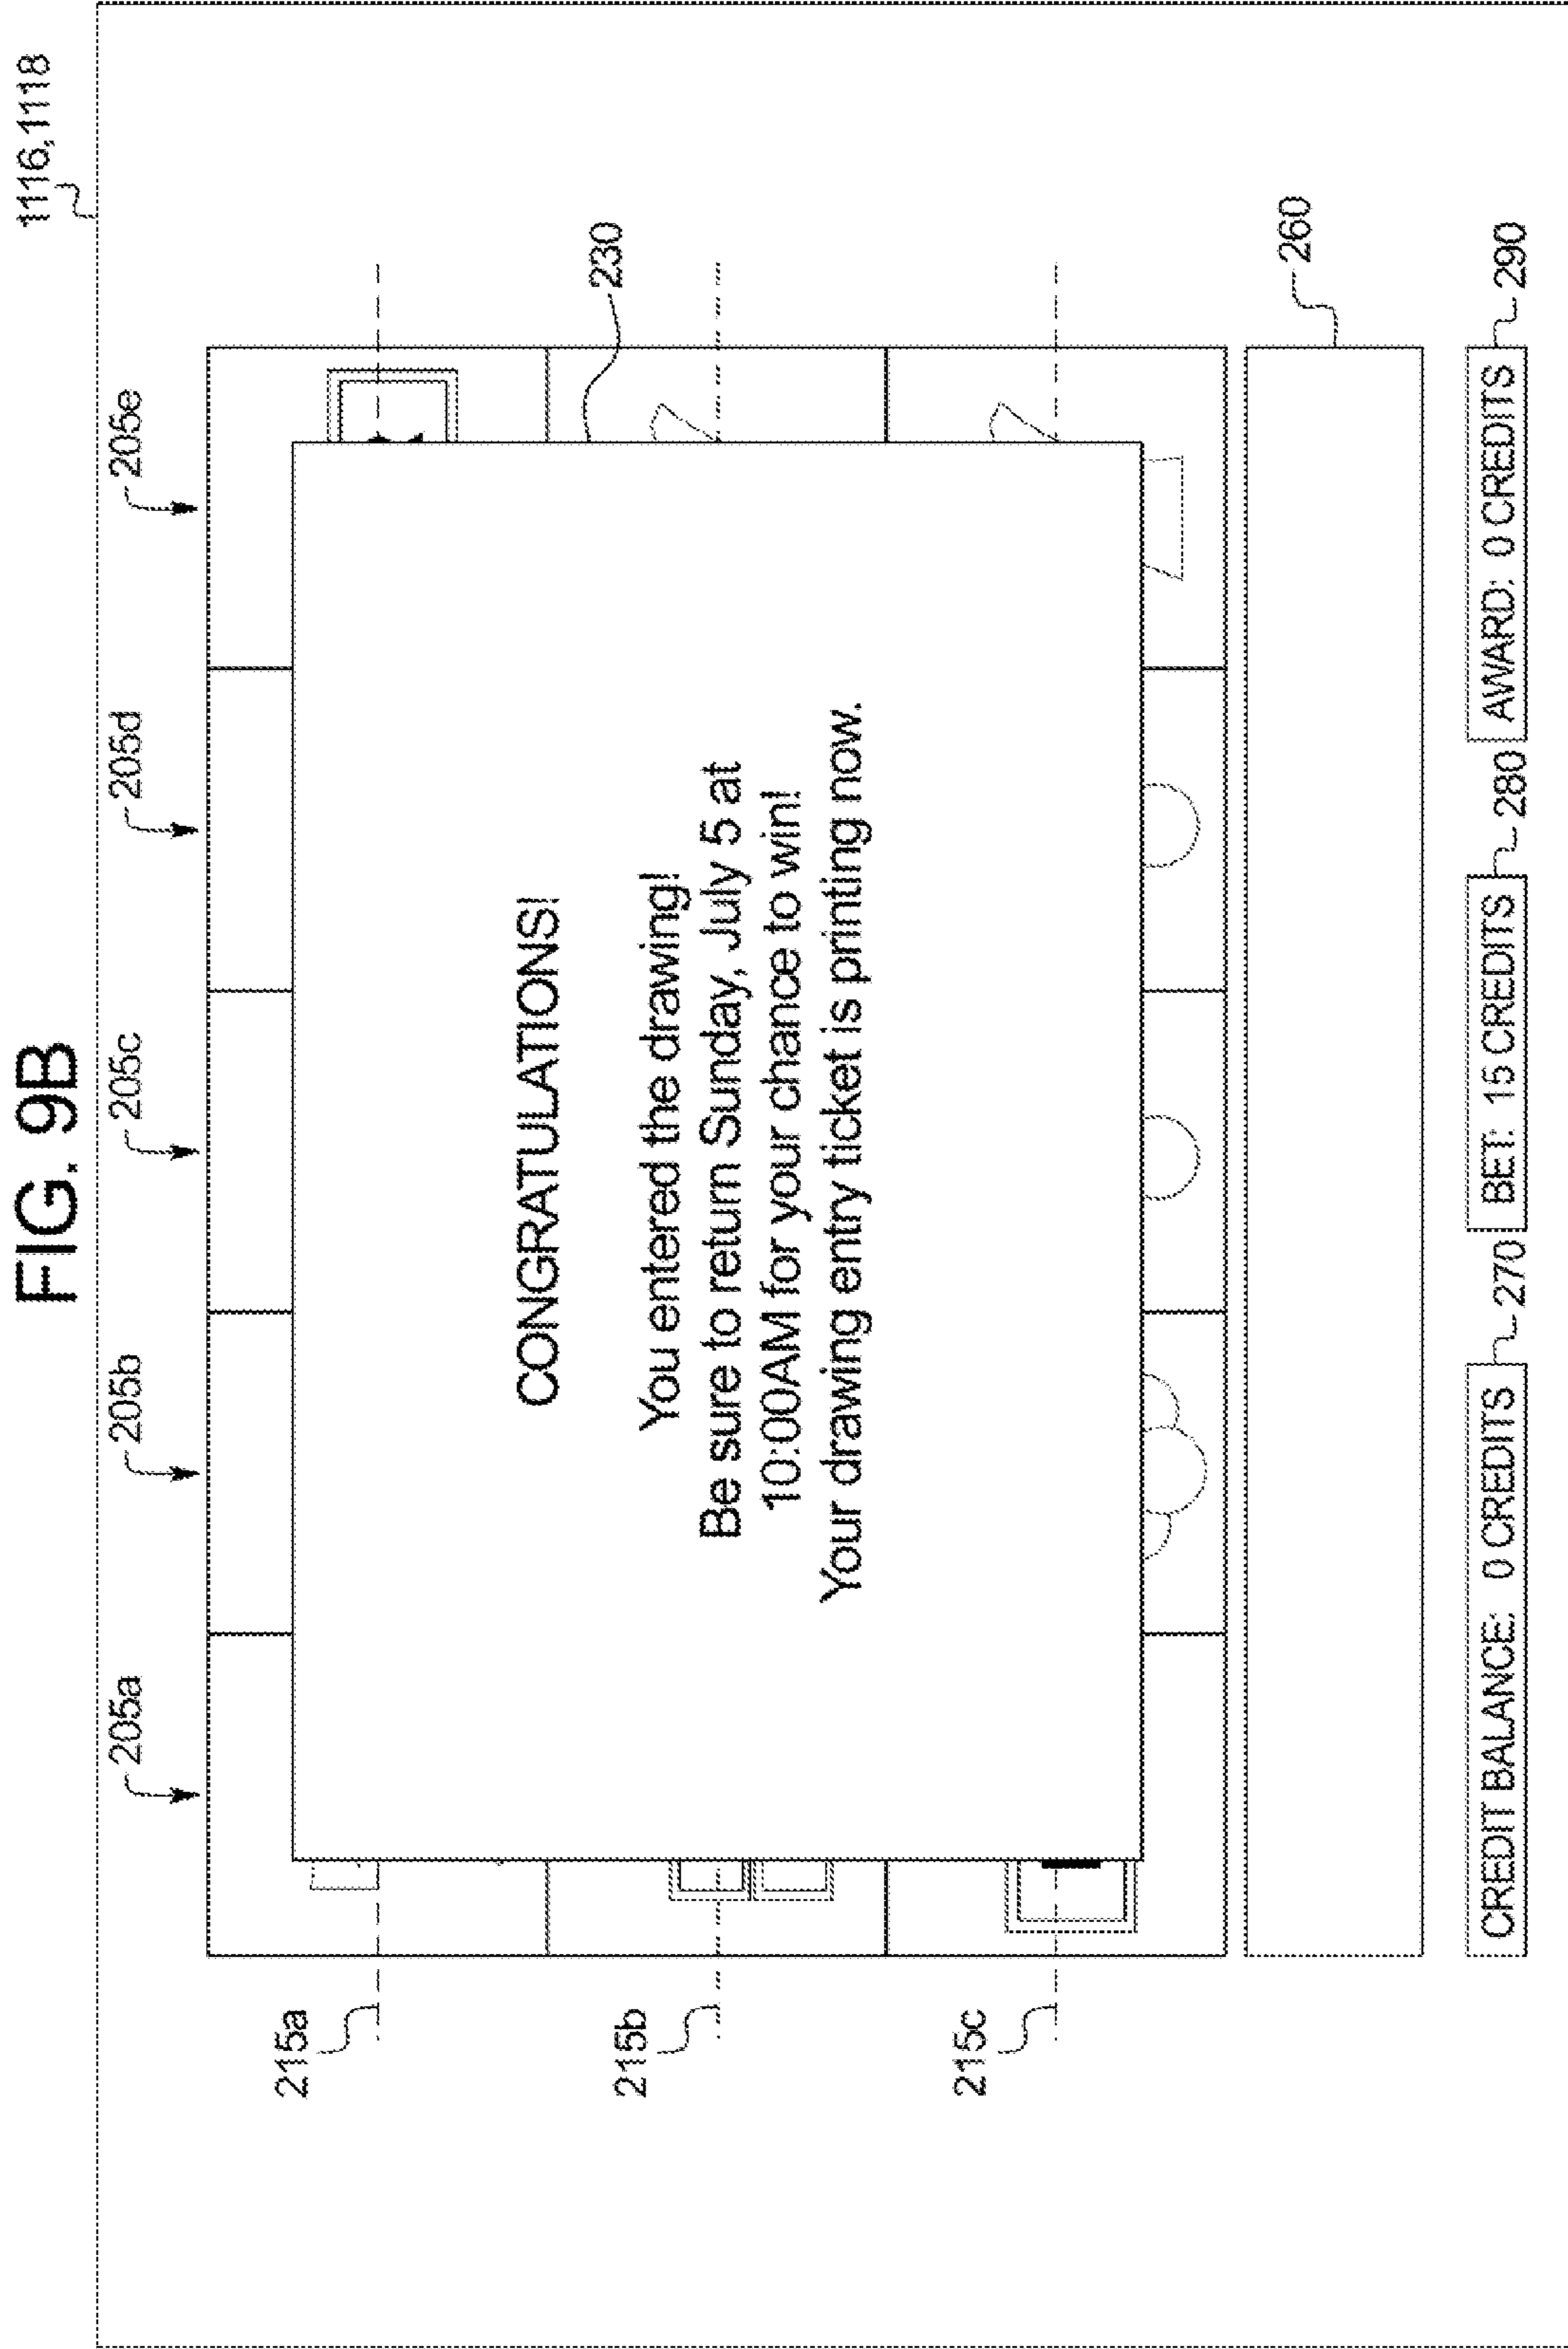 FIG. 9B
1116,1118
205a
205b
205c
205d
205e
215a
215b
215c
230
CONGRATULATIONS!
You entered the drawing!
Be sure to return Sunday, July 5 at
10:00AM for your chance to win!
Your drawing entry ticket is printing now.
260
CREDIT BALANCE: 0 CREDITS
270
BET: 15 CREDITS
280
AWARD: 0 CREDITS
290